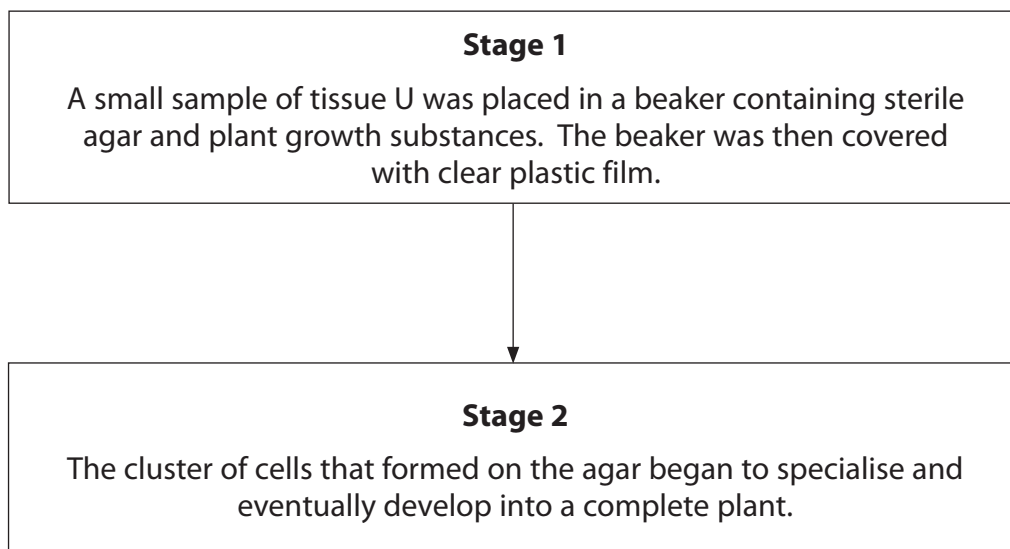 Stage 1
A small sample of tissue U was placed in a beaker containing sterile
agar and plant growth substances.  The beaker was then covered
with clear plastic film.
Stage 2
The cluster of cells that formed on the agar began to specialise and
eventually develop into a complete plant.